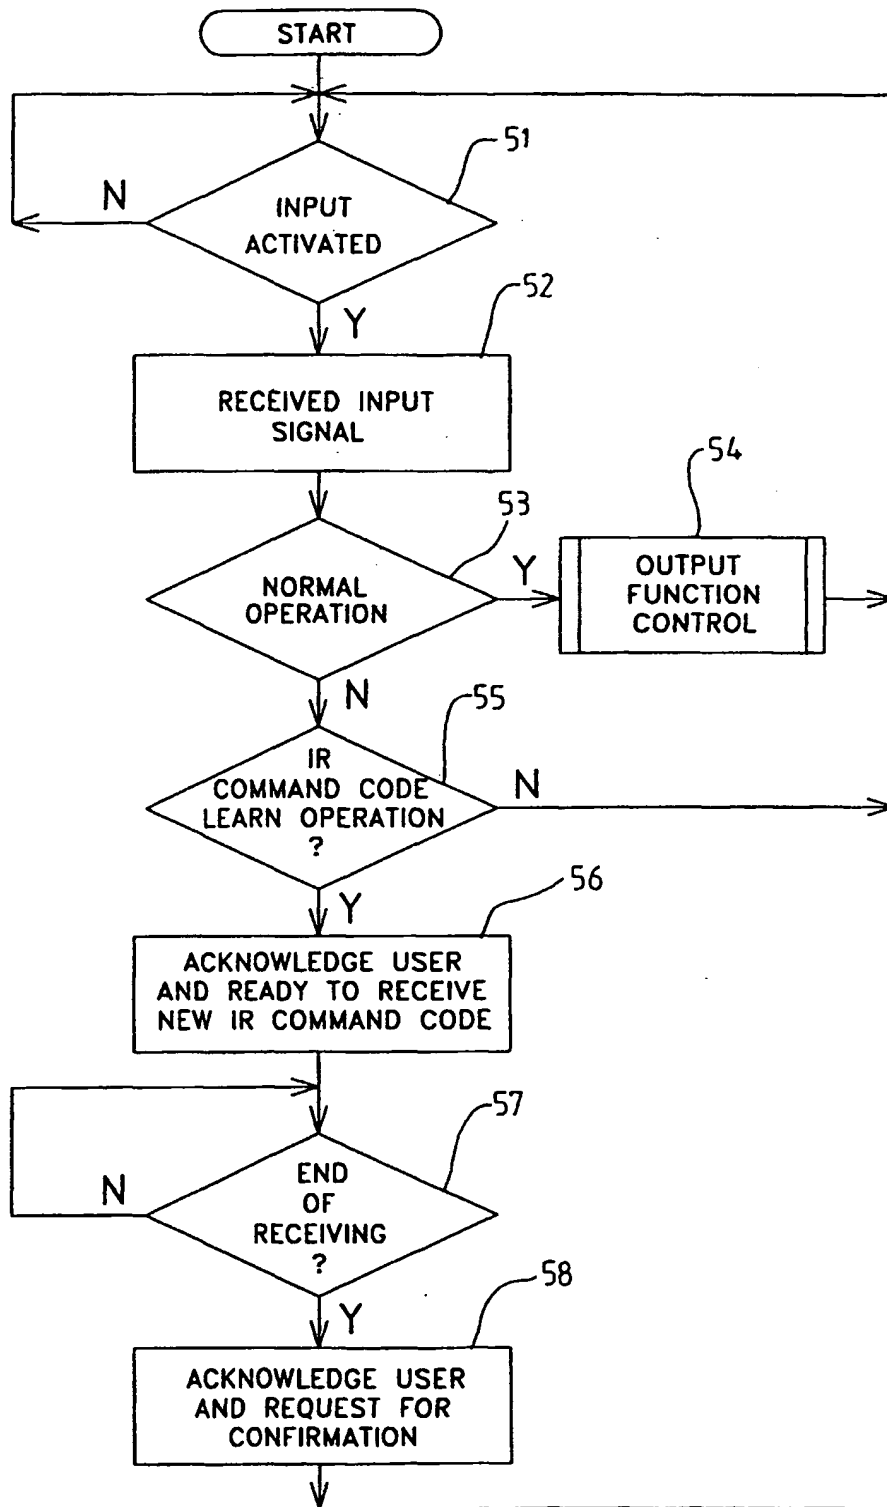 START
51
N
INPUT
ACTIVATED
Y
52
RECEIVED INPUT
SIGNAL
53
54
NORMAL
OPERATION
Y
OUTPUT
FUNCTION
CONTROL
N
55
IR
COMMAND CODE
LEARN OPERATION
?
N
Y
56
ACKNOWLEDGE USER
AND READY TO RECEIVE
NEW IR COMMAND CODE
57
N
END
OF
RECEIVING
?
Y
58
ACKNOWLEDGE USER
AND REQUEST FOR
CONFIRMATION